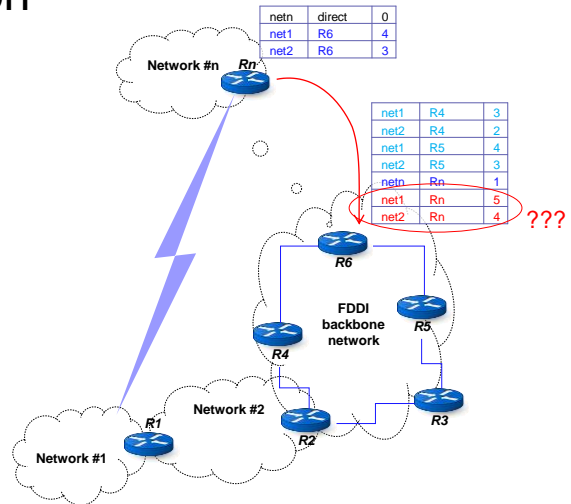 netn direct 0
net1 R6 4
net2 R6 3
Network #n
Rn
net1 R4 3
net2 R4 2
net1 R5 4
net2 R5 3
netn Rn 1
net1 Rn 5
net2 Rn 4
???
R6
FDDI
backbone
network
R5
R4
Network #2
R1
R2
R3
Network #1